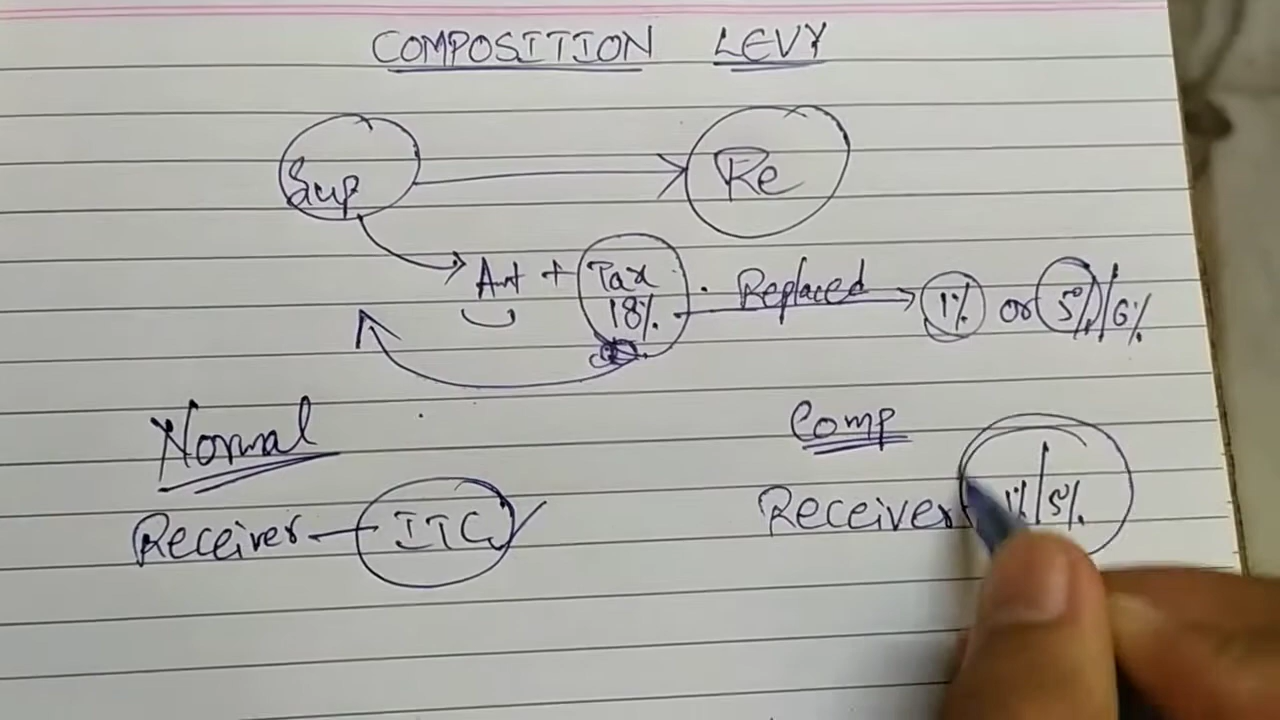 COMPOSITION LEVY
Sup Re
Amt + Tax 18%. Replaced 1% or 5%/6%
Normal Comp
Receiver ITC Receiver 1%/5%